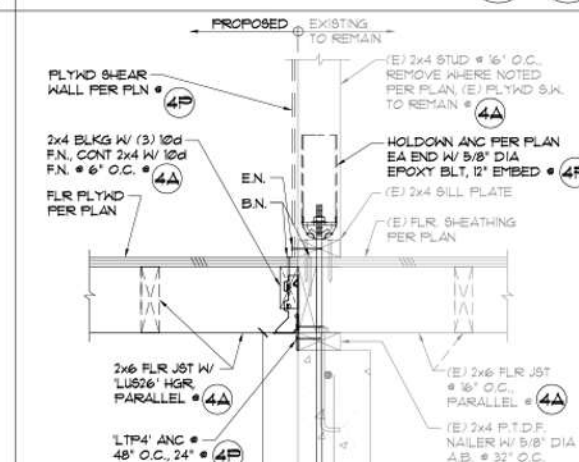 PROPOSED
EXISTING
TO REMAIN
PLYWD SHEAR
WALL PER PLN @ 4P
2x4 BLKG W/ (3) 10d
F.N., CONT 2x4 W/ 10d
F.N. @ 6" O.C. @ 4A
FLR PLYWD
PER PLAN
E.N.
B.N.
2x6 FLR JST W/
'LUS26' HGR,
PARALLEL @ 4A
'LTP4' ANC @
48" O.C., 24" @ 4P
(E) 2x4 STUD @ 16" O.C.,
REMOVE WHERE NOTED
PER PLAN, (E) PLYWD S.W.
TO REMAIN @ 4A
HOLDOWN ANC PER PLAN
EA END W/ 5/8" DIA
EPOXY BLT, 12" EMBED @ 4P
(E) 2x4 SILL PLATE
(E) FLR. SHEATHING
PER PLAN
(E) 2x6 FLR JST
@ 16" O.C.,
PARALLEL @ 4A
(E) 2x4 P.T.D.F.
NAILER W/ 5/8" DIA
A.B. @ 32" O.C.